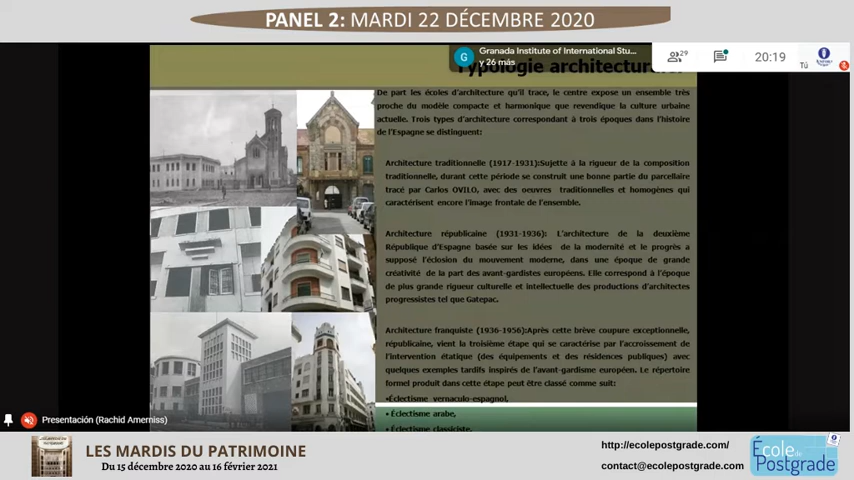 PANEL 2: MARDI 22 DÉCEMBRE 2020
Granada Institute of International Stu...
y 26 más
G
29
20:19
Tú
Typologie architectur
De part les écoles d'architecture qu'il trace, le centre expose un ensemble très
proche du modèle compacte et harmonique que revendique la culture urbaine
actuelle. Trois types d'architecture correspondant à trois époques dans l'histoire
de l'Espagne se distinguent:
Architecture traditionnelle (1917-1931):Sujette à la rigueur de la composition
traditionnelle, durant cette période se construit une bonne partie du parcellaire
tracé par Carlos OVILO, avec des oeuvres traditionnelles et homogènes qui
caractérisent encore l'image frontale de l'ensemble.
Architecture républicaine (1931-1936): L'architecture de la deuxième
République d'Espagne basée sur les idées de la modernité et le progrès a
supposé l'éclosion du mouvement moderne, dans une époque de grande
créativité de la part des avant-gardistes européens. Elle correspond à l'époque
de plus grande rigueur culturelle et intellectuelle des productions d'architectes
progressistes tel que Gatepac.
Architecture franquiste (1936-1956):Après cette brève coupure exceptionnelle,
républicaine, vient la troisième étape qui se caractérise par l'accroissement de
l'intervention étatique (des équipements et des résidences publiques) avec
quelques exemples tardifs inspirés de l'avant-gardisme européen. Le répertoire
formel produit dans cette étape peut être classé comme suit:
•Éclectisme vernaculo-espagnol,
•Éclectisme arabe,
•Éclectisme classiciste,
Presentación (Rachid Amerniss)
LES MARDIS DU PATRIMOINE
Du 15 décembre 2020 au 16 février 2021
http://ecolepostgrade.com/
contact@ecolepostgrade.com
École de
Postgrade